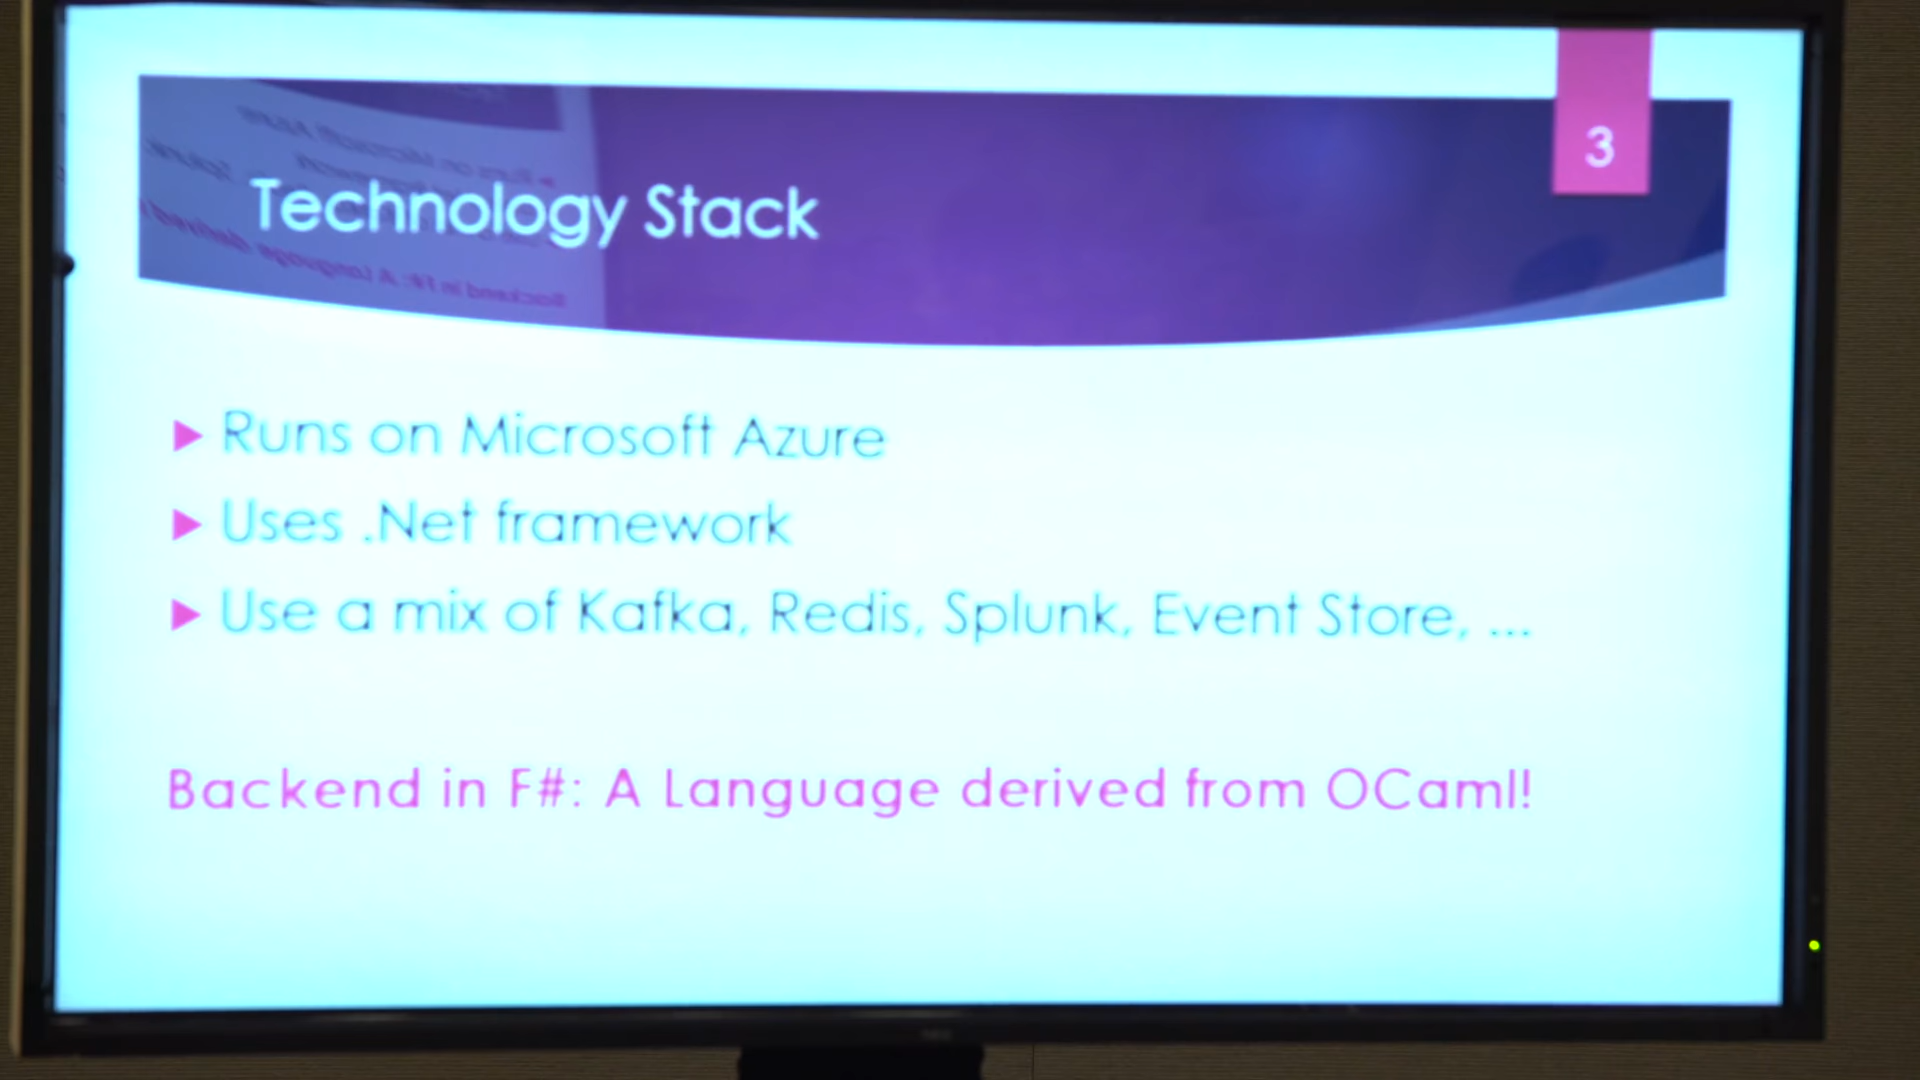 3
Technology Stack
Runs on Microsoft Azure
Uses .Net framework
Use a mix of Kafka, Redis, Splunk, Event Store, ...
Backend in F#: A Language derived from OCaml!